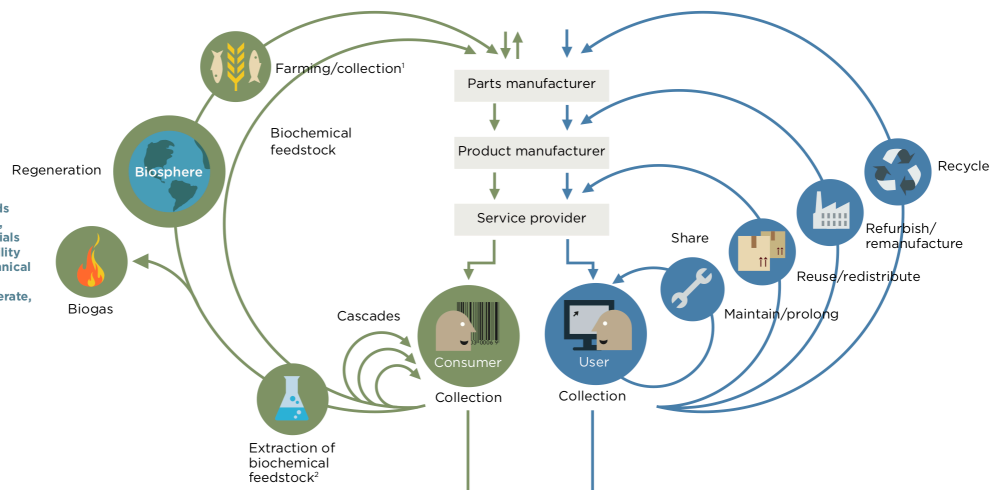 Farming/collection¹
Parts manufacturer
Biochemical
feedstock
Product manufacturer
Regeneration
Biosphere
Recycle
Service provider
Share
Refurbish/
remanufacture
Reuse/redistribute
Biogas
Maintain/prolong
Cascades
Consumer
User
Collection
Collection
Extraction of
biochemical
feedstock²